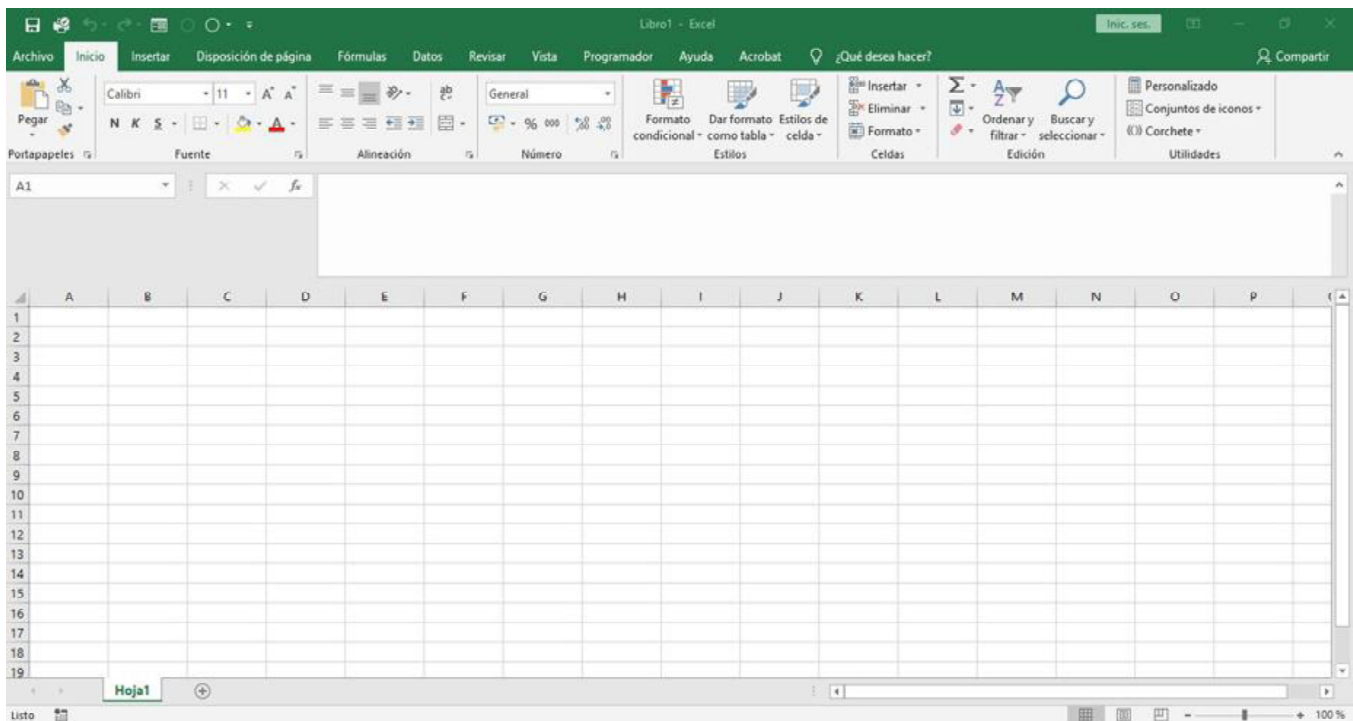 Libro1 - Excel
Inic. ses.
Archivo Inicio Insertar Disposición de página Fórmulas Datos Revisar Vista Programador Ayuda Acrobat ¿Qué desea hacer? Compartir
Pegar
Calibri 11
N K S A
ab
General
% 000
Formato condicional
Dar formato como tabla
Estilos de celda
Insertar
Eliminar
Formato
Σ
Ordenar y filtrar
Buscar y seleccionar
Personalizado
Conjuntos de iconos
Corchete
Portapapeles Fuente Alineación Número Estilos Celdas Edición Utilidades
A1 fx
A B C D E F G H I J K L M N O P
1
2
3
4
5
6
7
8
9
10
11
12
13
14
15
16
17
18
19
Hoja1
Listo 100 %